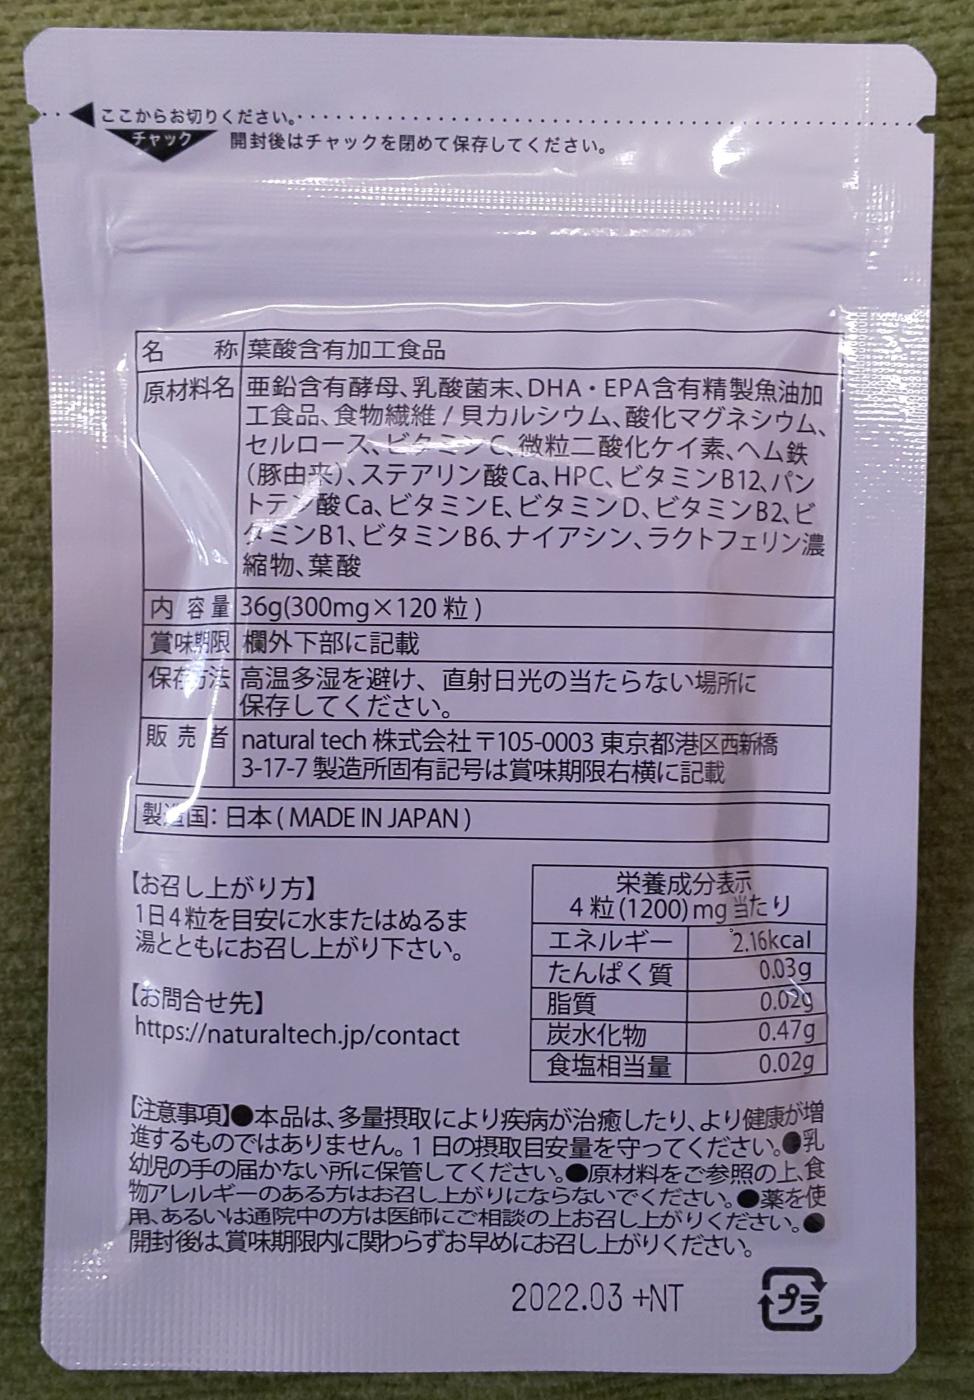 ここからお切りください。
チャック 開封後はチャックを閉めて保存してください。
名 称 葉酸含有加工食品
原材料名 亜鉛含有酵母、乳酸菌末、DHA・EPA含有精製魚油加
工食品、食物繊維 / 貝カルシウム、酸化マグネシウム、
セルロース、ビタミンC、微粒二酸化ケイ素、ヘム鉄
（豚由来）、ステアリン酸Ca、HPC、ビタミンB12、パン
トテン酸Ca、ビタミンE、ビタミンD、ビタミンB2、ビ
タミンB1、ビタミンB6、ナイアシン、ラクトフェリン濃
縮物、葉酸
内 容 量 36g(300mg×120 粒 )
賞味期限 欄外下部に記載
保存方法 高温多湿を避け、直射日光の当たらない場所に
保存してください。
販 売 者 natural tech 株式会社 〒105-0003 東京都港区西新橋
3-17-7 製造所固有記号は賞味期限右横に記載
製造国： 日本 ( MADE IN JAPAN )
【お召し上がり方】
1日4粒を目安に水またはぬるま
湯とともにお召し上がり下さい。
【お問合せ先】
https://naturaltech.jp/contact
栄養成分表示
4 粒 (1200) mg 当たり
エネルギー 2.16kcal
たんぱく質 0.03g
脂質 0.02g
炭水化物 0.47g
食塩相当量 0.02g
【注意事項】●本品は、多量摂取により疾病が治癒したり、より健康が増
進するものではありません。1 日の摂取目安量を守ってください。●乳
幼児の手の届かない所に保管してください。●原材料をご参照の上、食
物アレルギーのある方はお召し上がりにならないでください。●薬を使
用、あるいは通院中の方は医師にご相談の上お召し上がりください。●
開封後は、賞味期限内に関わらずお早めにお召し上がりください。
2022.03 +NT
プラ